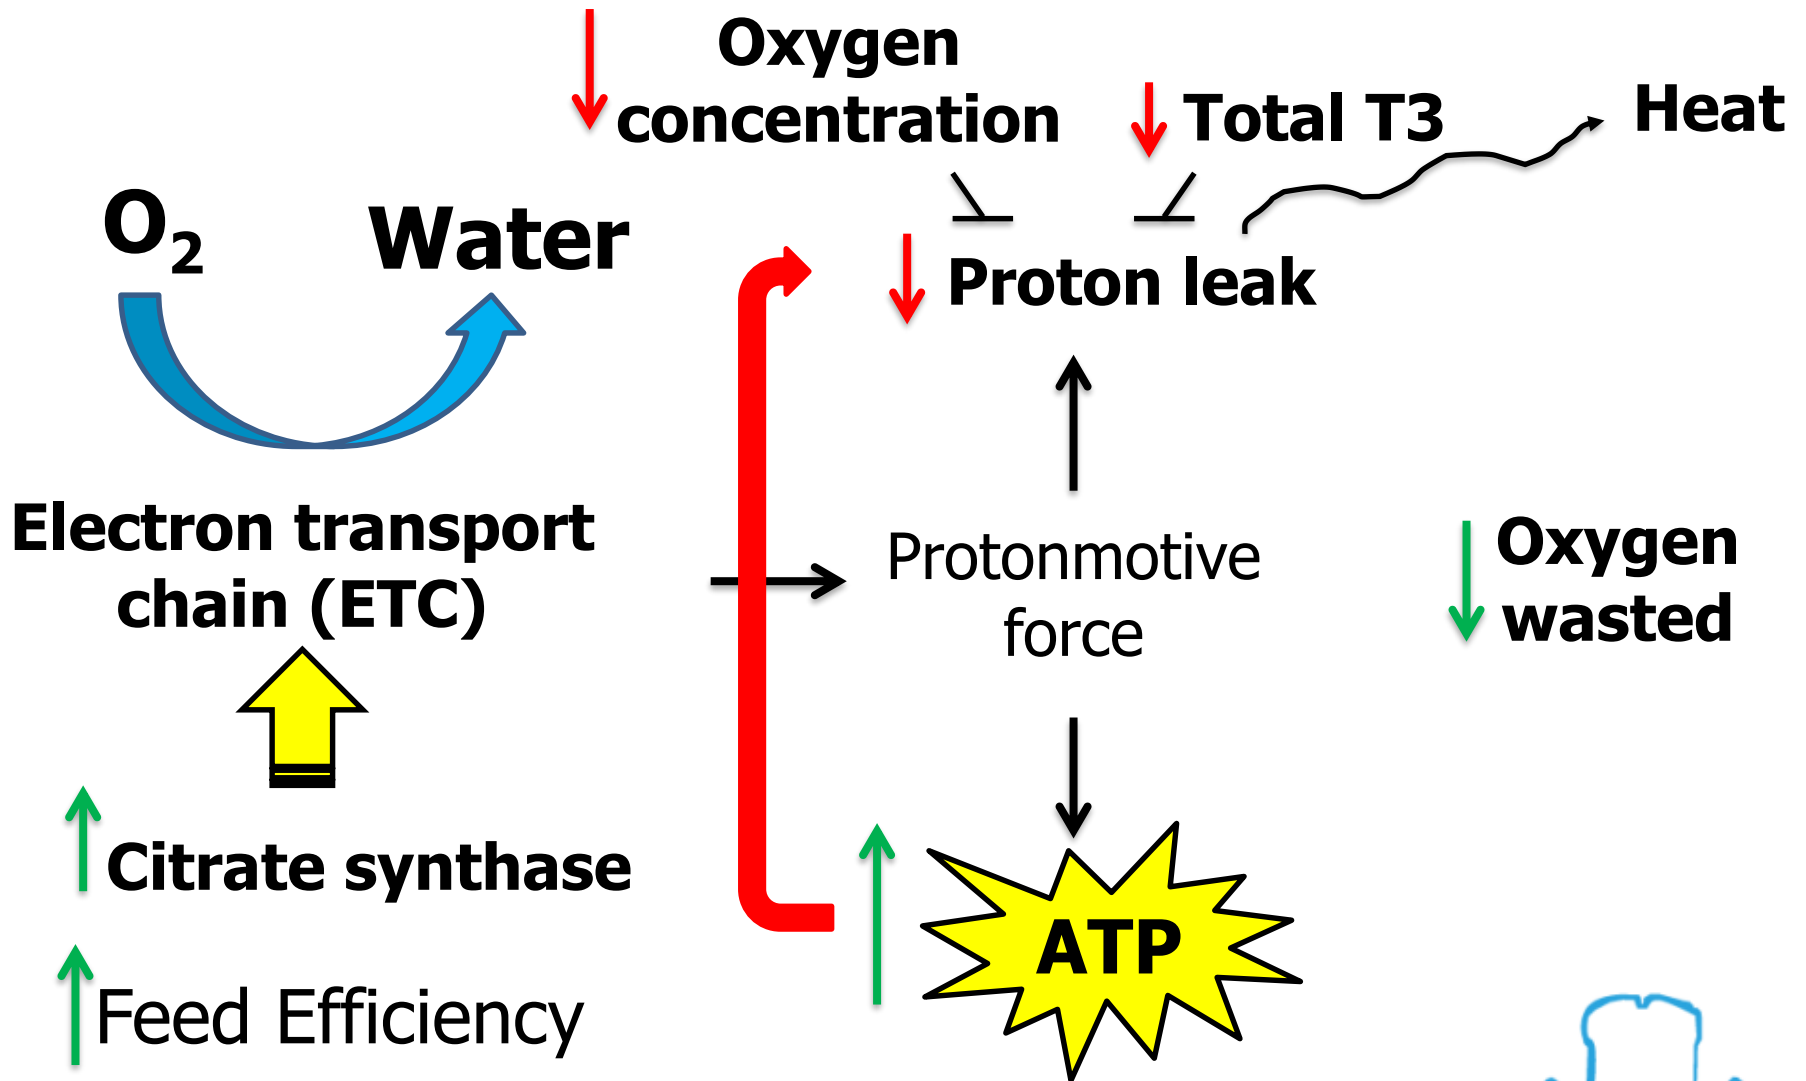 Oxygen
concentration
Total T3
Heat
O₂
Water
Proton leak
Electron transport
chain (ETC)
Protonmotive
force
Oxygen
wasted
Citrate synthase
ATP
Feed Efficiency